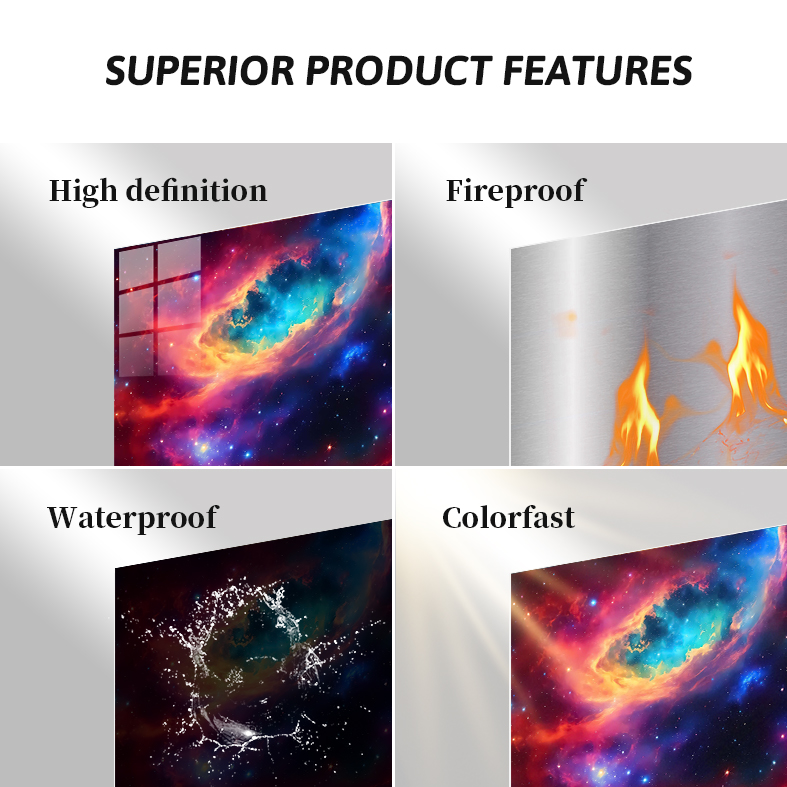 SUPERIOR PRODUCT FEATURES
High definition
Fireproof
Waterproof
Colorfast